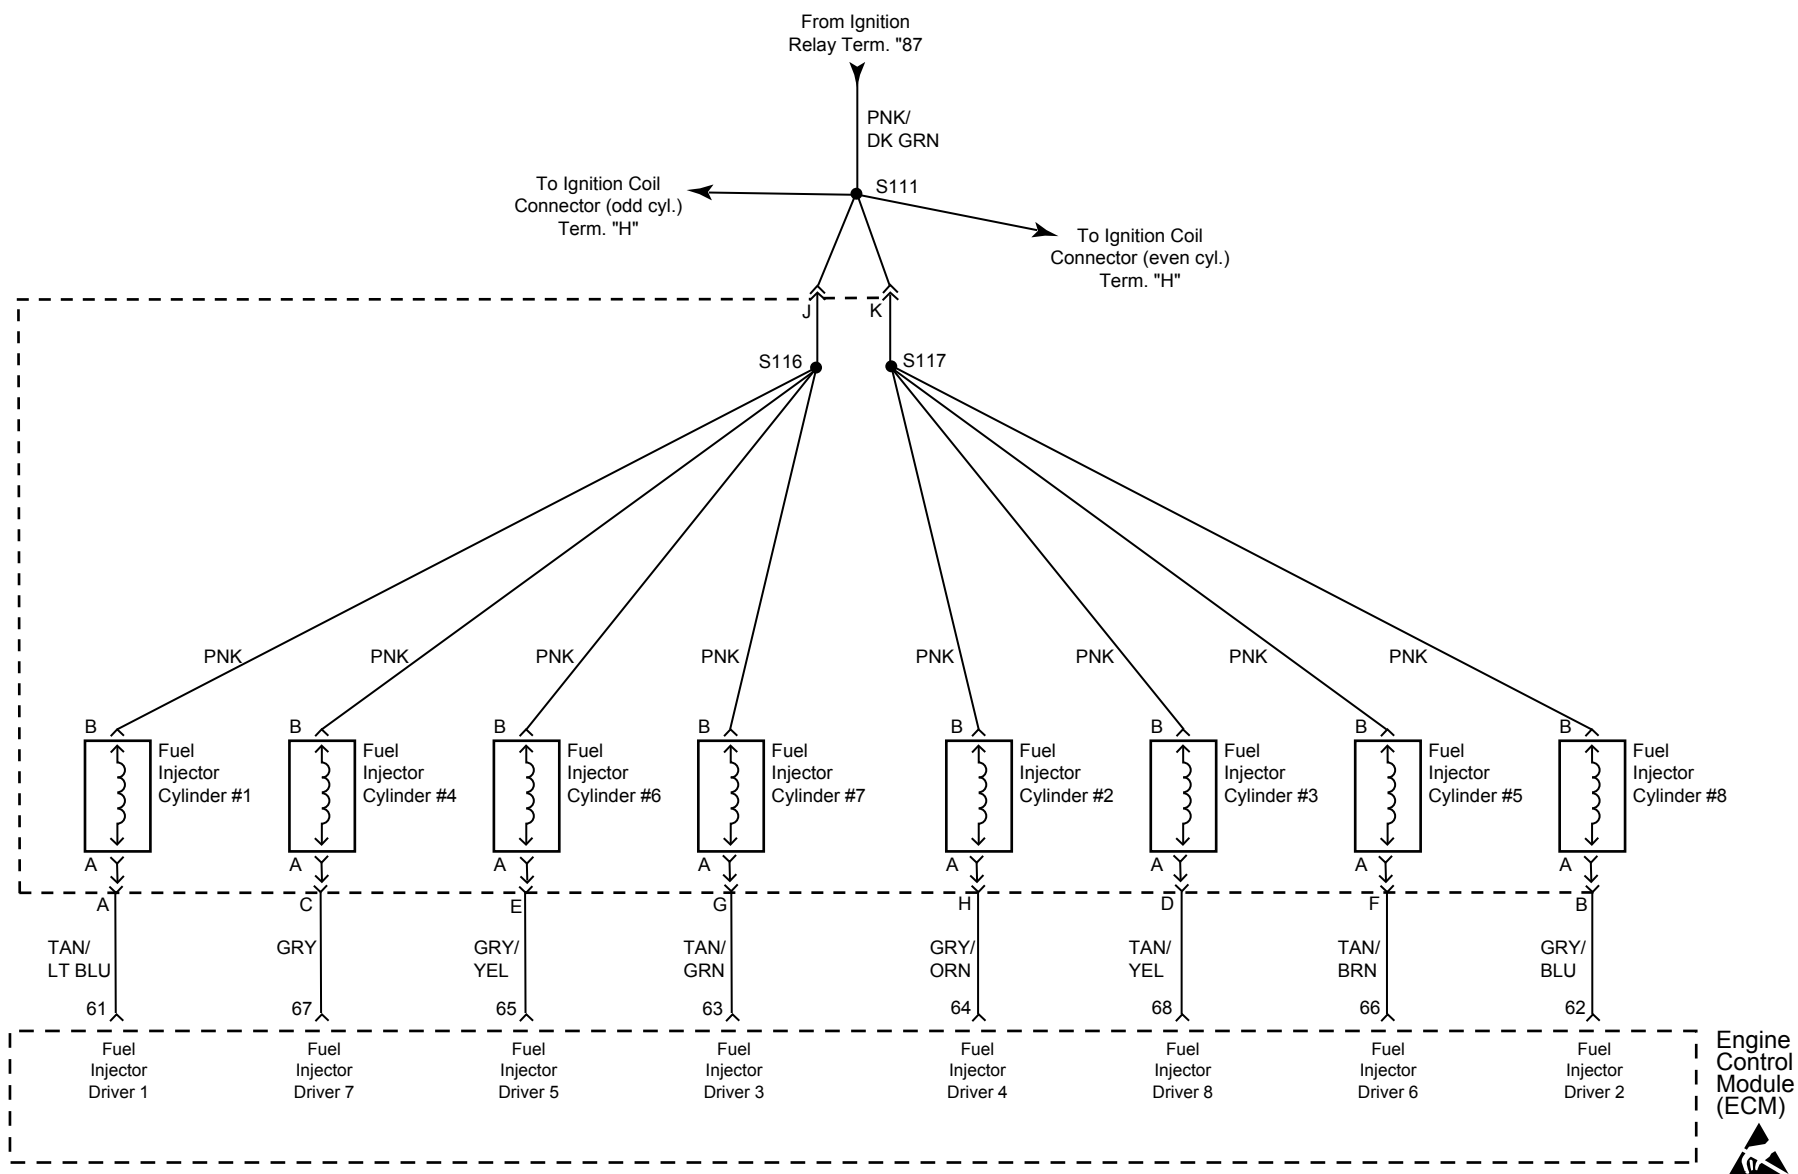 From Ignition
Relay Term. "87
PNK/
DK GRN
S111
To Ignition Coil
Connector (odd cyl.)
Term. "H"
To Ignition Coil
Connector (even cyl.)
Term. "H"
J
K
S116
S117
PNK
PNK
PNK
PNK
PNK
PNK
PNK
PNK
B
Fuel
Injector
Cylinder #1
A
B
Fuel
Injector
Cylinder #4
A
B
Fuel
Injector
Cylinder #6
A
B
Fuel
Injector
Cylinder #7
A
B
Fuel
Injector
Cylinder #2
A
B
Fuel
Injector
Cylinder #3
A
B
Fuel
Injector
Cylinder #5
A
B
Fuel
Injector
Cylinder #8
A
A
TAN/
LT BLU
61
C
GRY
67
E
GRY/
YEL
65
G
TAN/
GRN
63
H
GRY/
ORN
64
D
TAN/
YEL
68
F
TAN/
BRN
66
B
GRY/
BLU
62
Fuel
Injector
Driver 1
Fuel
Injector
Driver 7
Fuel
Injector
Driver 5
Fuel
Injector
Driver 3
Fuel
Injector
Driver 4
Fuel
Injector
Driver 8
Fuel
Injector
Driver 6
Fuel
Injector
Driver 2
Engine
Control
Module
(ECM)